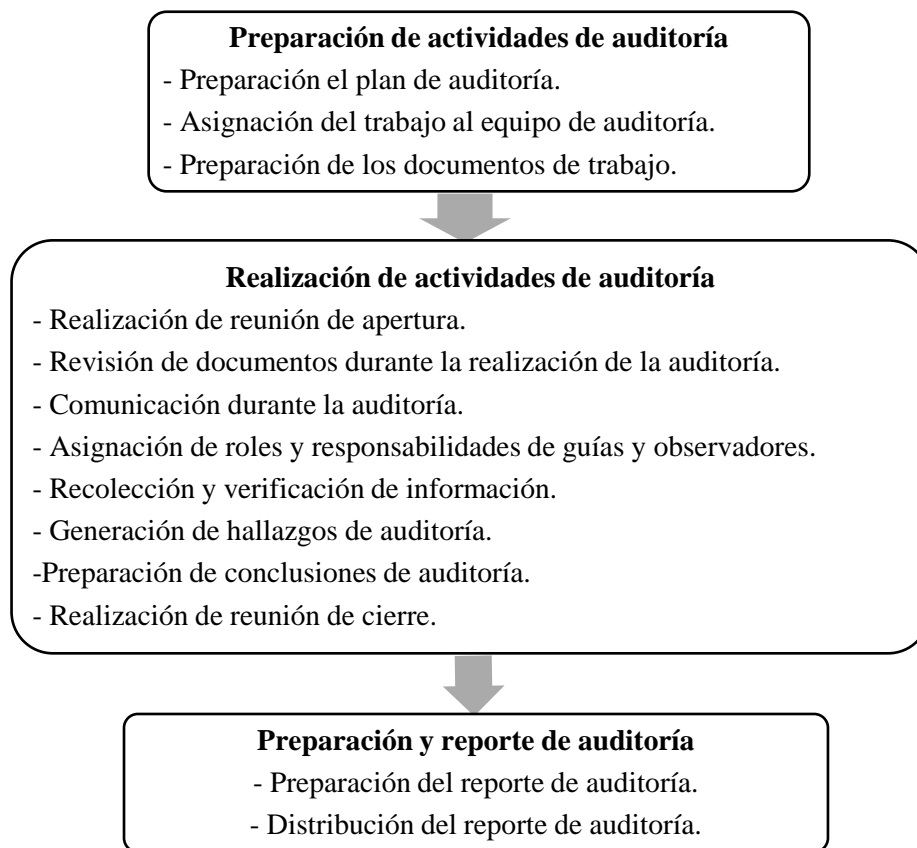 Preparación de actividades de auditoría
- Preparación el plan de auditoría.
- Asignación del trabajo al equipo de auditoría.
- Preparación de los documentos de trabajo.
Realización de actividades de auditoría
- Realización de reunión de apertura.
- Revisión de documentos durante la realización de la auditoría.
- Comunicación durante la auditoría.
- Asignación de roles y responsabilidades de guías y observadores.
- Recolección y verificación de información.
- Generación de hallazgos de auditoría.
-Preparación de conclusiones de auditoría.
- Realización de reunión de cierre.
Preparación y reporte de auditoría
- Preparación del reporte de auditoría.
- Distribución del reporte de auditoría.